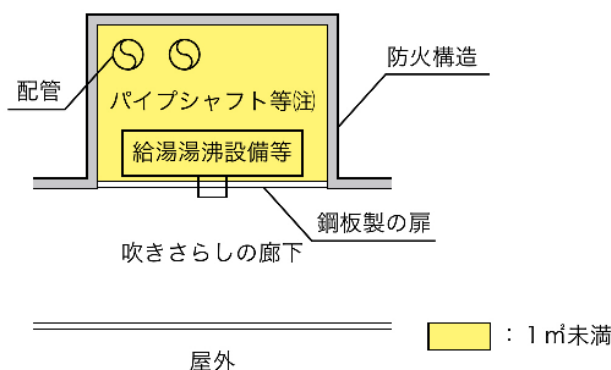 防火構造
配管
パイプシャフト等㊟
給湯湯沸設備等
鋼板製の扉
吹きさらしの廊下
：1㎡未満
屋外